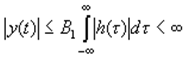 |y(t)| ≤ B₁ ∫_{-∞}^{∞} |h(τ)|dτ < ∞